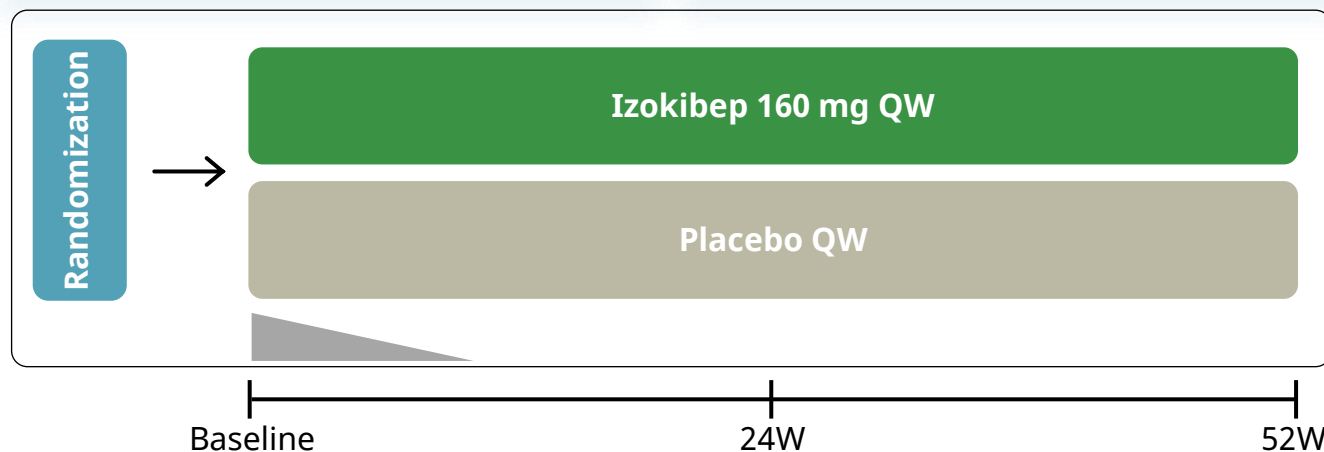 Randomization
Izokibep 160 mg QW
Placebo QW
Baseline
24W
52W